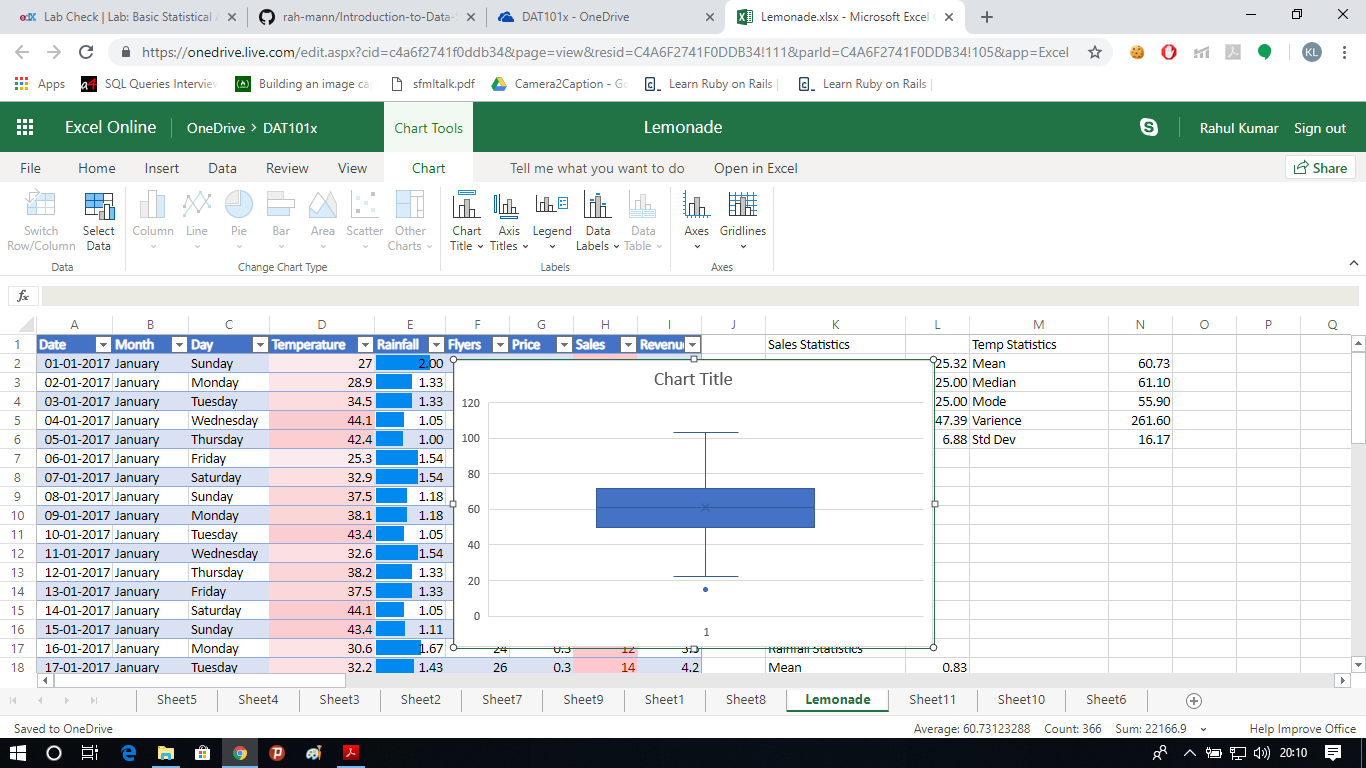 Lab Check | Lab: Basic Statistical
rah-mann/Introduction-to-Data-
DAT101x - OneDrive
Lemonade.xlsx - Microsoft Excel
https://onedrive.live.com/edit.aspx?cid=c4a6f2741f0ddb34&page=view&resid=C4A6F2741F0DDB34!111&parId=C4A6F2741F0DDB34!105&app=Excel
KL
Apps
SQL Queries Interview
Building an image ca
sfmltalk.pdf
Camera2Caption - Go
Learn Ruby on Rails |
Learn Ruby on Rails |
Excel Online
OneDrive > DAT101x
Chart Tools
Lemonade
Rahul Kumar
Sign out
File Home Insert Data Review View Chart
Tell me what you want to do
Open in Excel
Share
Switch Row/Column
Select Data
Column Line Pie Bar Area Scatter Other Charts
Chart Title
Axis Titles
Legend
Data Labels
Data Table
Axes Gridlines
Data
Change Chart Type
Labels
Axes
fx
A B C D E F G H I J K L M N O P Q
1 Date Month Day Temperature Rainfall Flyers Price Sales Revenu Sales Statistics Temp Statistics
2 01-01-2017 January Sunday 27 2.00 25.32 Mean 60.73
3 02-01-2017 January Monday 28.9 1.33 25.00 Median 61.10
4 03-01-2017 January Tuesday 34.5 1.33 25.00 Mode 55.90
5 04-01-2017 January Wednesday 44.1 1.05 47.39 Varience 261.60
6 05-01-2017 January Thursday 42.4 1.00 6.88 Std Dev 16.17
7 06-01-2017 January Friday 25.3 1.54
8 07-01-2017 January Saturday 32.9 1.54
9 08-01-2017 January Sunday 37.5 1.18
10 09-01-2017 January Monday 38.1 1.18
11 10-01-2017 January Tuesday 43.4 1.05
12 11-01-2017 January Wednesday 32.6 1.54
13 12-01-2017 January Thursday 38.2 1.33
14 13-01-2017 January Friday 37.5 1.33
15 14-01-2017 January Saturday 44.1 1.05
16 15-01-2017 January Sunday 43.4 1.11
17 16-01-2017 January Monday 30.6 1.67 24 0.3 12 Rainfall Statistics
18 17-01-2017 January Tuesday 32.2 1.43 26 0.3 14 4.2 Mean 0.83
Chart Title
120
100
80
60
40
20
0
1
Sheet5 Sheet4 Sheet3 Sheet2 Sheet7 Sheet9 Sheet1 Sheet8 Lemonade Sheet11 Sheet10 Sheet6
Saved to OneDrive
Average: 60.73123288 Count: 366 Sum: 22166.9
Help Improve Office
20:10